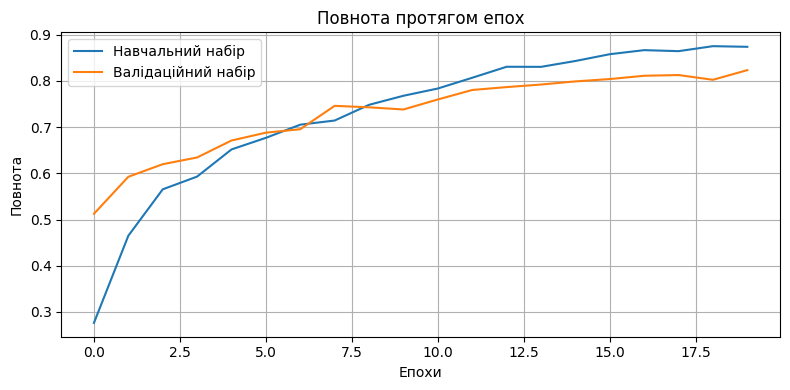 Повнота протягом епох
0.9
0.8
0.7
0.6
0.5
0.4
0.3
Повнота
Навчальний набір
Валідаційний набір
0.0 2.5 5.0 7.5 10.0 12.5 15.0 17.5
Епохи